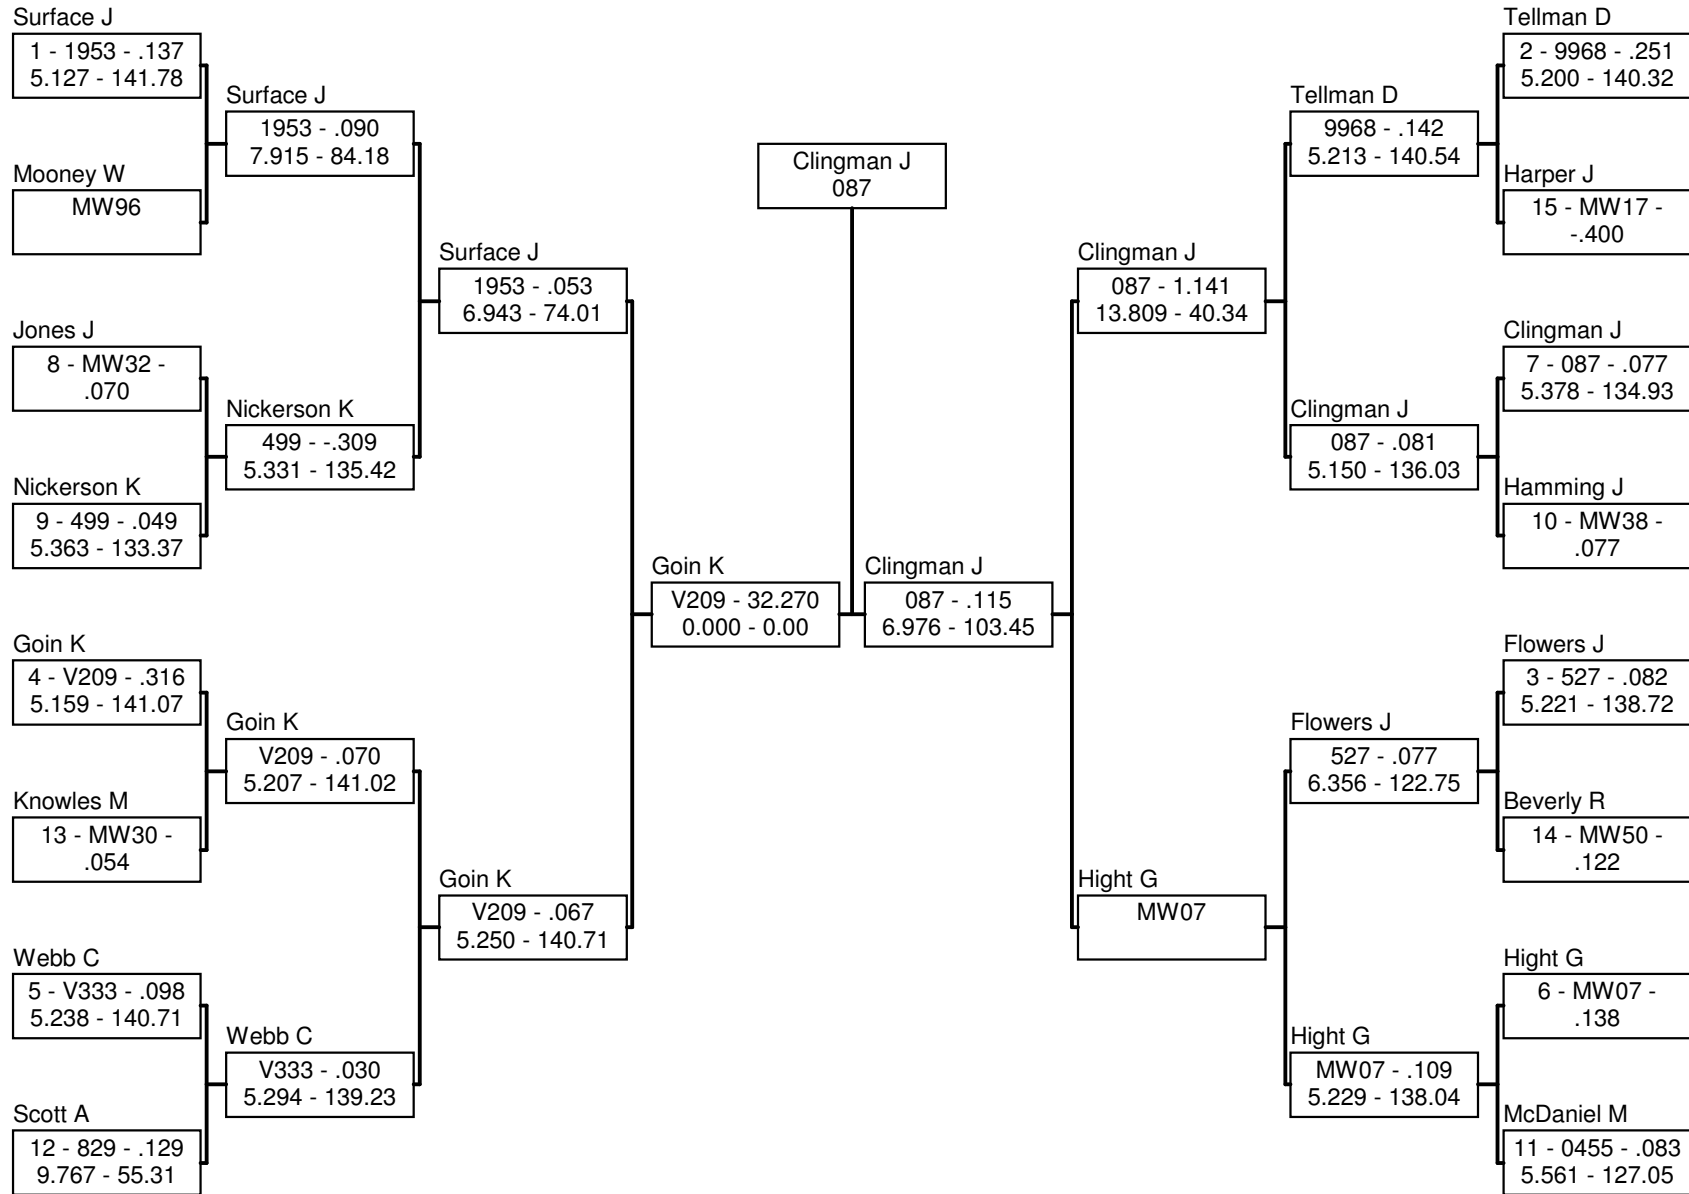 Surface J
1 - 1953 - .137
5.127 - 141.78
Mooney W
MW96
Jones J
8 - MW32 -
.070
Nickerson K
9 - 499 - .049
5.363 - 133.37
Goin K
4 - V209 - .316
5.159 - 141.07
Knowles M
13 - MW30 -
.054
Webb C
5 - V333 - .098
5.238 - 140.71
Scott A
12 - 829 - .129
9.767 - 55.31
Surface J
1953 - .090
7.915 - 84.18
Nickerson K
499 - -.309
5.331 - 135.42
Goin K
V209 - .070
5.207 - 141.02
Webb C
V333 - .030
5.294 - 139.23
Surface J
1953 - .053
6.943 - 74.01
Goin K
V209 - .067
5.250 - 140.71
Goin K
V209 - 32.270
0.000 - 0.00
Clingman J
087
Clingman J
087 - .115
6.976 - 103.45
Clingman J
087 - 1.141
13.809 - 40.34
Hight G
MW07
Tellman D
9968 - .142
5.213 - 140.54
Clingman J
087 - .081
5.150 - 136.03
Flowers J
527 - .077
6.356 - 122.75
Hight G
MW07 - .109
5.229 - 138.04
Tellman D
2 - 9968 - .251
5.200 - 140.32
Harper J
15 - MW17 -
-.400
Clingman J
7 - 087 - .077
5.378 - 134.93
Hamming J
10 - MW38 -
.077
Flowers J
3 - 527 - .082
5.221 - 138.72
Beverly R
14 - MW50 -
.122
Hight G
6 - MW07 -
.138
McDaniel M
11 - 0455 - .083
5.561 - 127.05